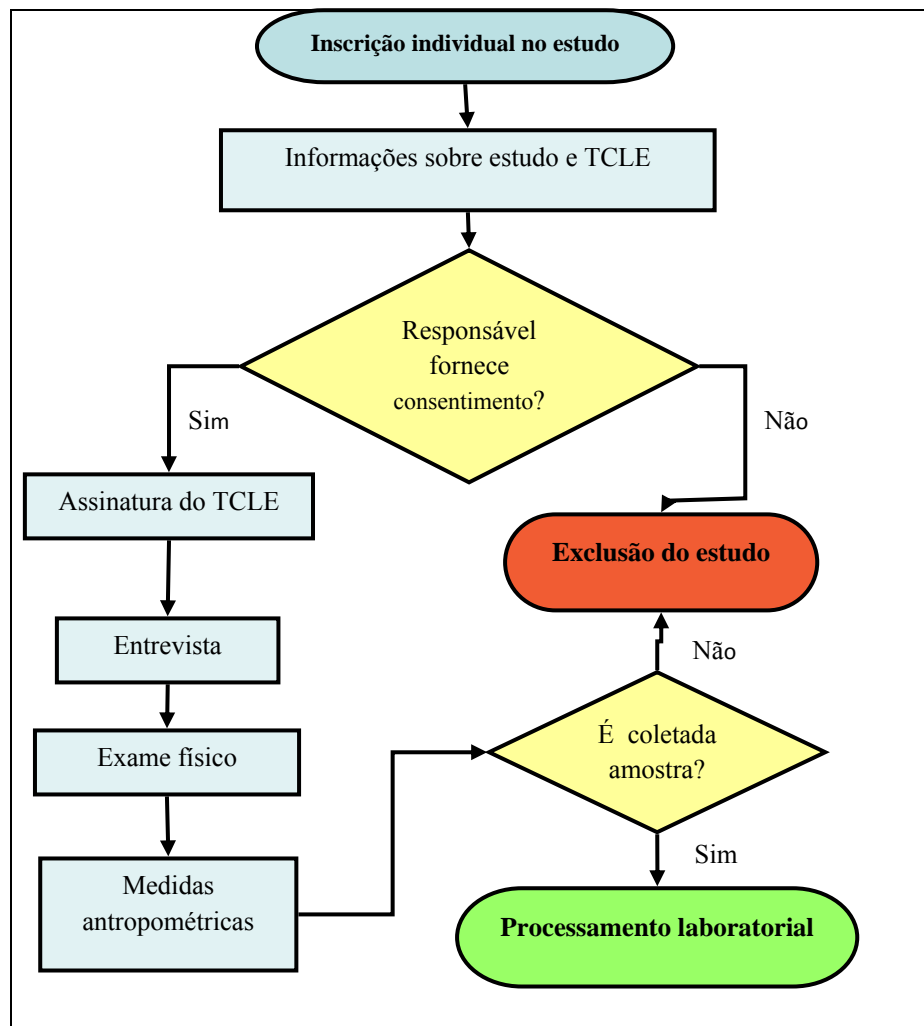 Inscrição individual no estudo
Informações sobre estudo e TCLE
Responsável
fornece
consentimento?
Sim
Não
Assinatura do TCLE
Exclusão do estudo
Entrevista
Não
Exame físico
É coletada
amostra?
Medidas
antropométricas
Sim
Processamento laboratorial